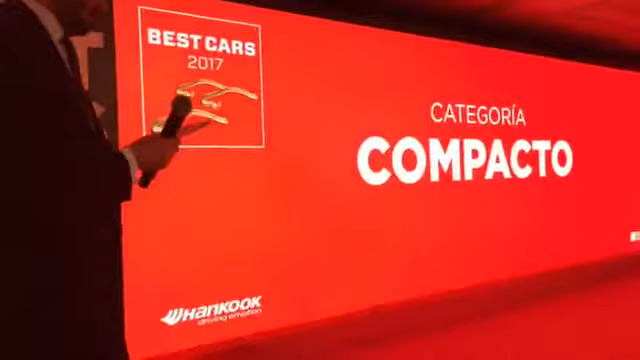 BEST CARS
2017
CATEGORÍA
COMPACTO
HANKOOK
driving emotion